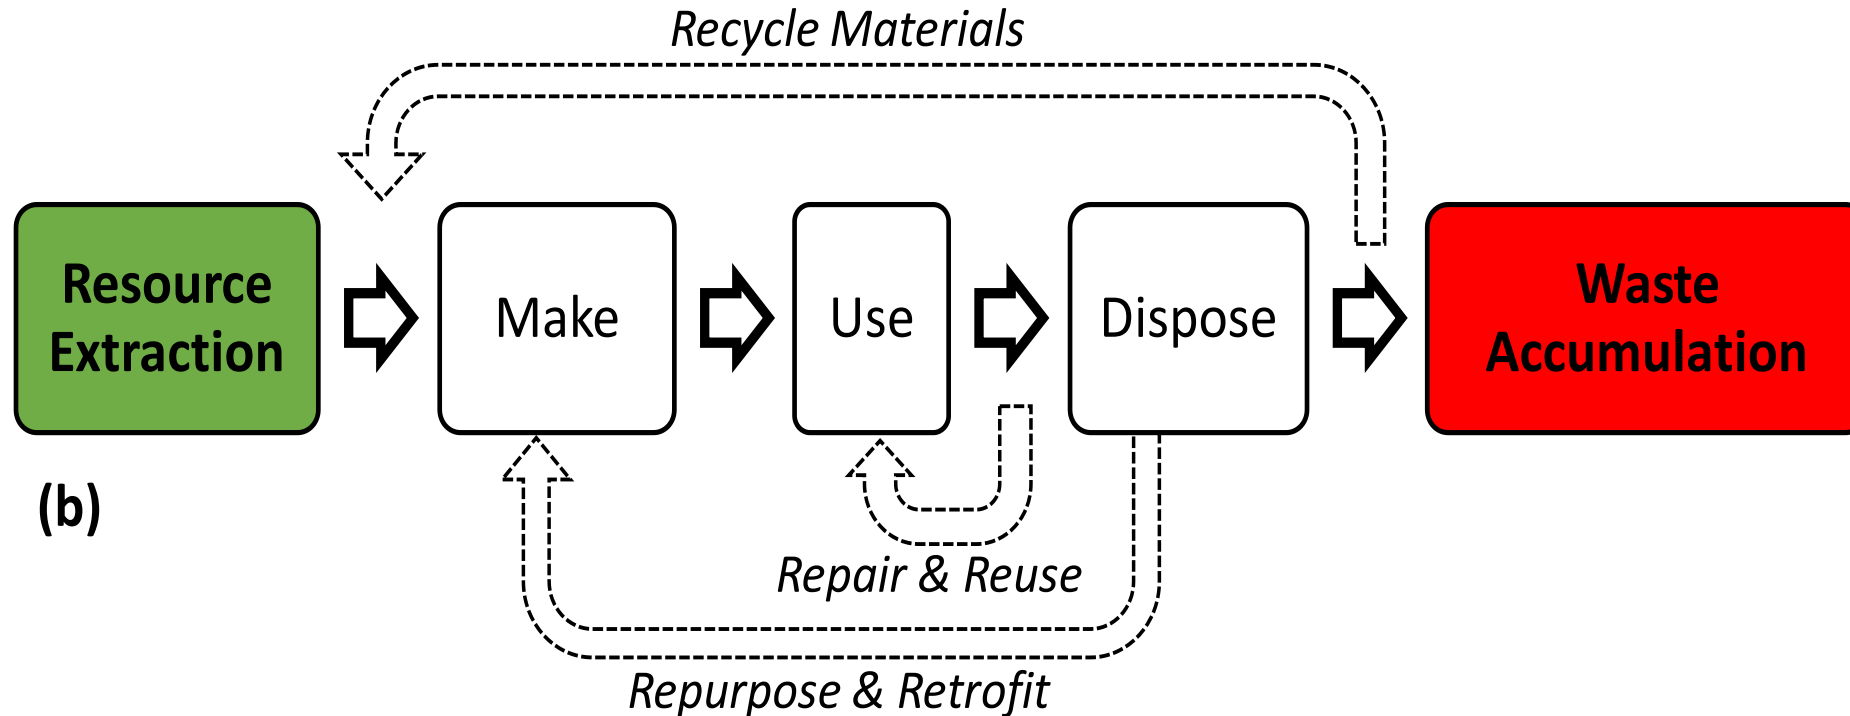 Recycle Materials
Resource
Extraction
Make
Use
Dispose
Waste
Accumulation
(b)
Repair & Reuse
Repurpose & Retrofit